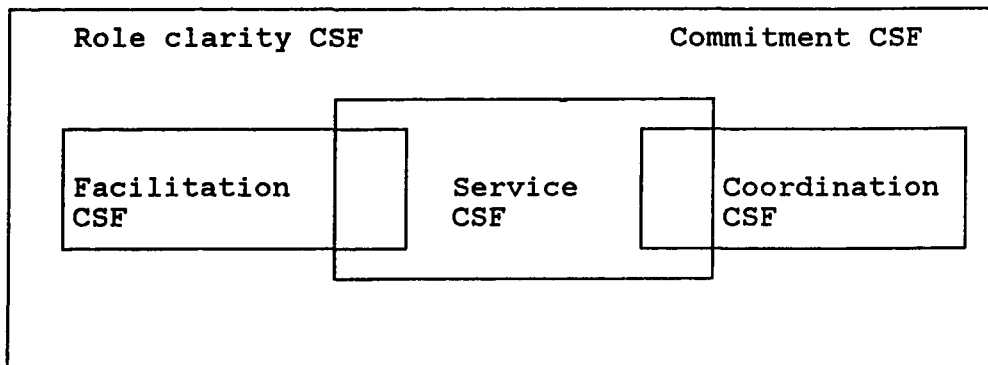 Role clarity CSF
Commitment CSF
Facilitation
CSF
Service
CSF
Coordination
CSF